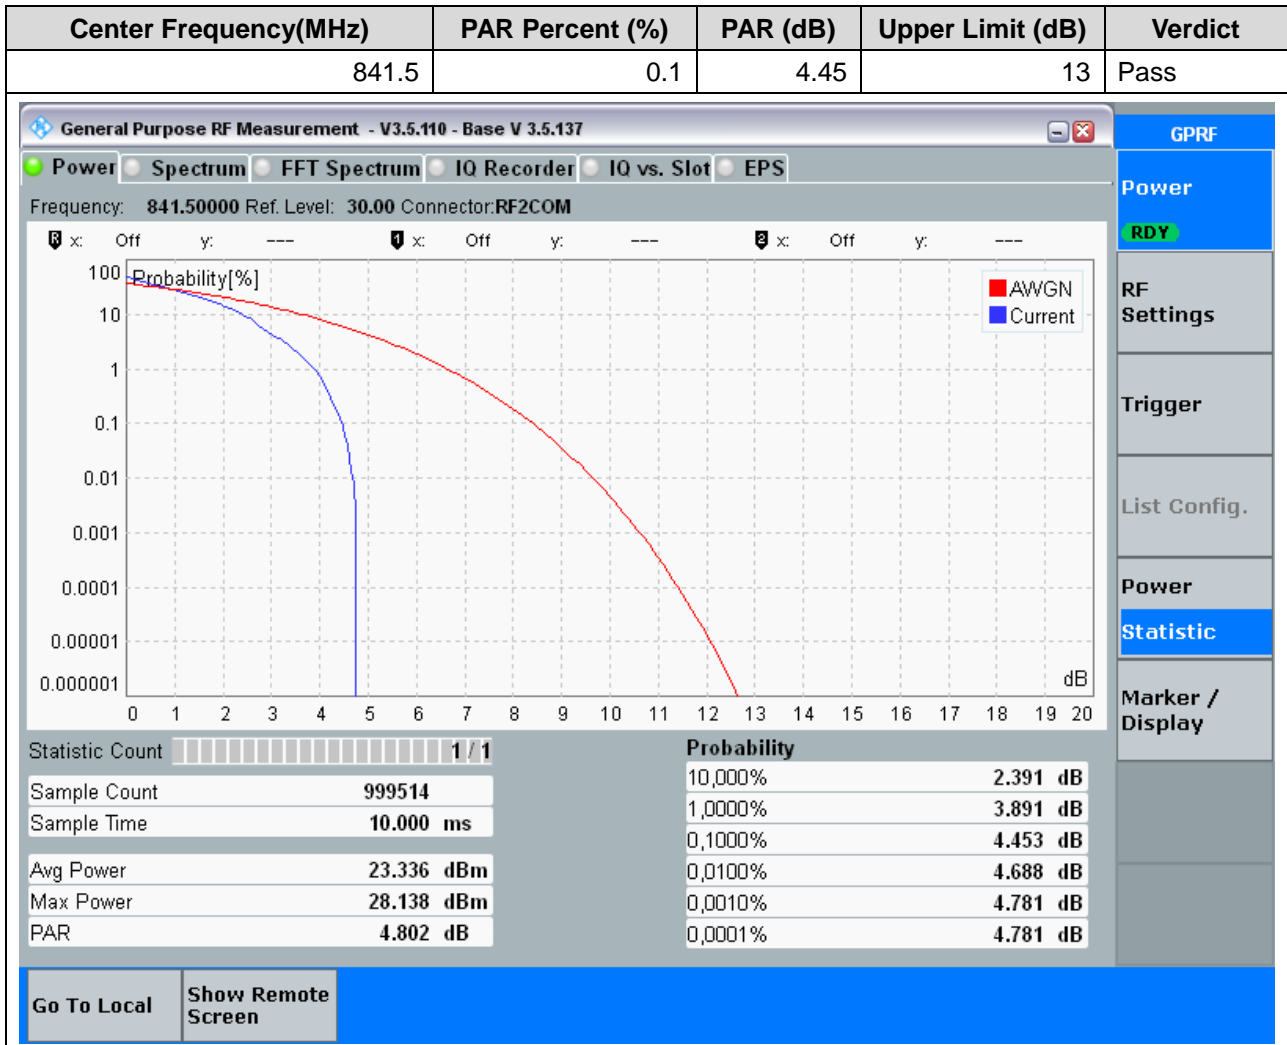 Center Frequency(MHz) PAR Percent (%) PAR (dB) Upper Limit (dB) Verdict
841.5 0.1 4.45 13 Pass
General Purpose RF Measurement - V3.5.110 - Base V 3.5.137
GPRF
Power Spectrum FFT Spectrum IQ Recorder IQ vs. Slot EPS
Frequency: 841.50000 Ref. Level: 30.00 Connector:RF2COM
R x: Off y: --- 1 x: Off y: --- 2 x: Off y: ---
Probability[%]
AWGN
Current
100
10
1
0.1
0.01
0.001
0.0001
0.00001
0.000001
dB
0 1 2 3 4 5 6 7 8 9 10 11 12 13 14 15 16 17 18 19 20
Statistic Count 1 / 1
Sample Count 999514
Sample Time 10.000 ms
Avg Power 23.336 dBm
Max Power 28.138 dBm
PAR 4.802 dB
Probability
10,000% 2.391 dB
1,0000% 3.891 dB
0,1000% 4.453 dB
0,0100% 4.688 dB
0,0010% 4.781 dB
0,0001% 4.781 dB
Power
RDY
RF
Settings
Trigger
List Config.
Power
Statistic
Marker /
Display
Go To Local
Show Remote
Screen